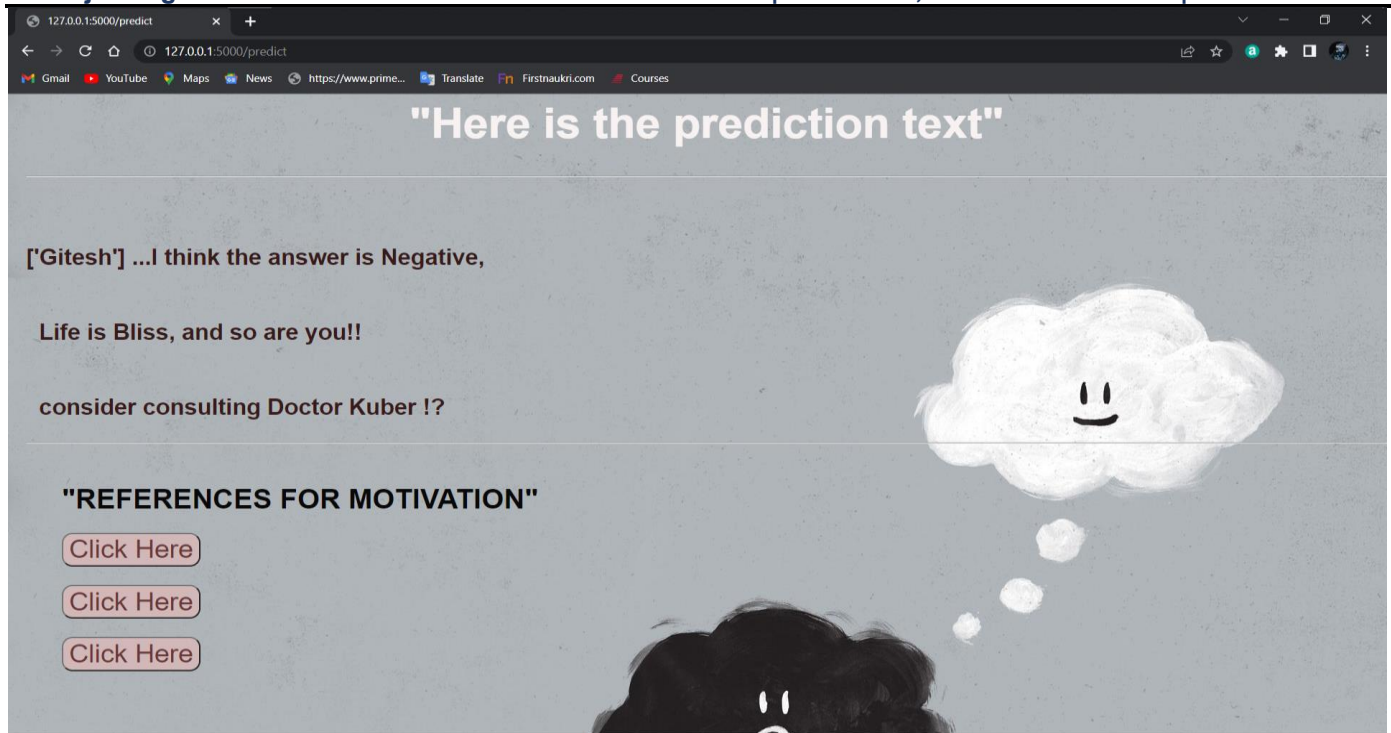 127.0.0.1:5000/predict
127.0.0.1:5000/predict
Gmail YouTube Maps News https://www.prime... Translate Fn Firstnaukri.com Courses
"Here is the prediction text"
['Gitesh'] ...I think the answer is Negative,
Life is Bliss, and so are you!!
consider consulting Doctor Kuber !?
"REFERENCES FOR MOTIVATION"
Click Here
Click Here
Click Here